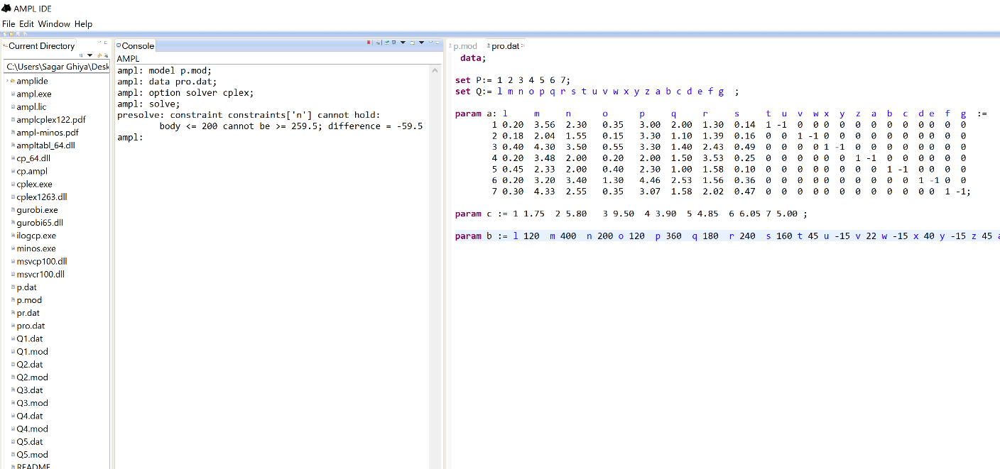 AMPL IDE
File Edit Window Help
Current Directory
C:\Users\Sagar Ghiya\Desk
amplide
ampl.exe
ampl.lic
amplcplex122.pdf
ampl-minos.pdf
ampltabl_64.dll
cp_64.dll
cp.ampl
cplex.exe
cplex1263.dll
gurobi.exe
gurobi65.dll
ilogcp.exe
minos.exe
msvcp100.dll
msvcr100.dll
p.dat
p.mod
pr.dat
pro.dat
Q1.dat
Q1.mod
Q2.dat
Q2.mod
Q3.dat
Q3.mod
Q4.dat
Q4.mod
Q5.dat
Q5.mod
README
Console
AMPL
ampl: model p.mod;
ampl: data pro.dat;
ampl: option solver cplex;
ampl: solve;
presolve: constraint constraints['n'] cannot hold:
body <= 200 cannot be >= 259.5; difference = -59.5
ampl:
p.mod pro.dat
data;
set P:= 1 2 3 4 5 6 7;
set Q:= l m n o p q r s t u v w x y z a b c d e f g ;
param a: l m n o p q r s t u v w x y z a b c d e f g :=
1 0.20 3.56 2.30 0.35 3.00 2.00 1.30 0.14 1 -1 0 0 0 0 0 0 0 0 0 0 0 0
2 0.18 2.04 1.55 0.15 3.30 1.10 1.39 0.16 0 0 1 -1 0 0 0 0 0 0 0 0 0 0
3 0.40 4.30 3.50 0.55 3.30 1.40 2.43 0.49 0 0 0 0 1 -1 0 0 0 0 0 0 0 0
4 0.20 3.48 2.00 0.20 2.00 1.50 3.53 0.25 0 0 0 0 0 0 1 -1 0 0 0 0 0 0
5 0.45 2.33 2.00 0.40 2.30 1.00 1.58 0.10 0 0 0 0 0 0 0 0 1 -1 0 0 0 0
6 0.20 3.20 3.40 1.30 4.46 2.53 1.56 0.36 0 0 0 0 0 0 0 0 0 0 1 -1 0 0
7 0.30 4.33 2.55 0.35 3.07 1.58 2.02 0.47 0 0 0 0 0 0 0 0 0 0 0 0 1 -1;
param c := 1 1.75 2 5.80 3 9.50 4 3.90 5 4.85 6 6.05 7 5.00 ;
param b := l 120 m 400 n 200 o 120 p 360 q 180 r 240 s 160 t 45 u -15 v 22 w -15 x 40 y -15 z 45